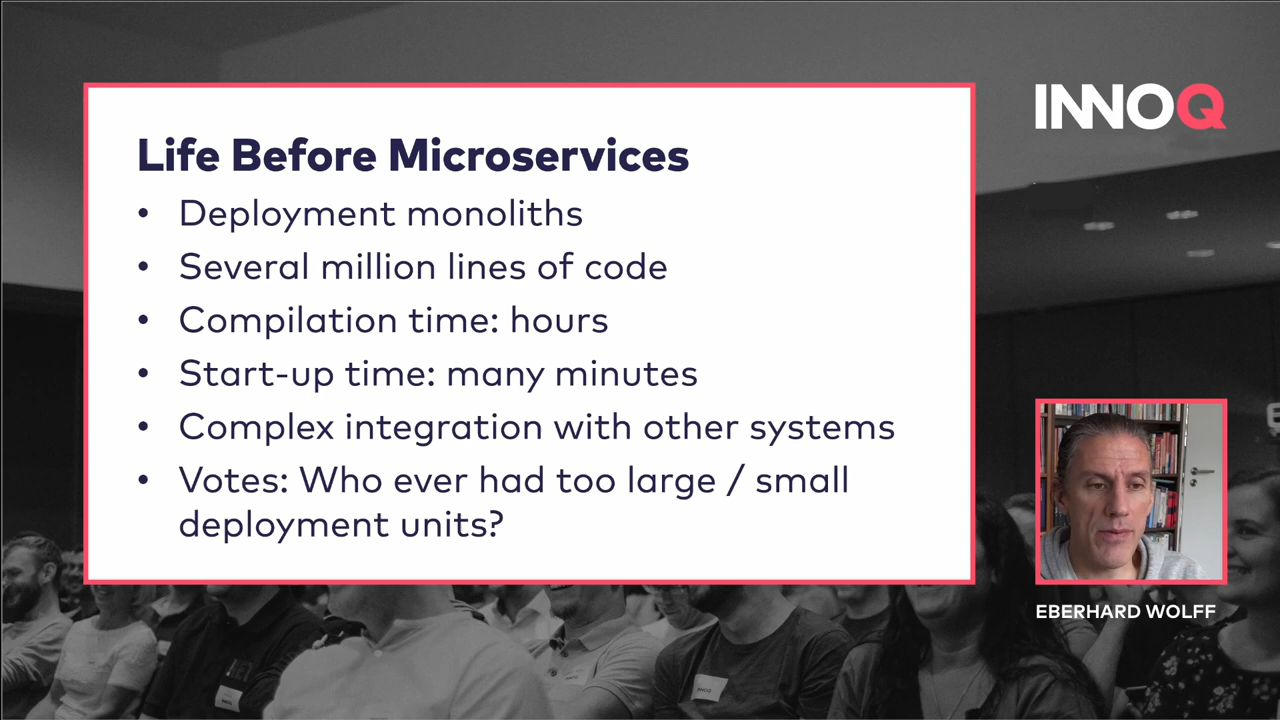 Life Before Microservices
• Deployment monoliths
• Several million lines of code
• Compilation time: hours
• Start-up time: many minutes
• Complex integration with other systems
• Votes: Who ever had too large / small
deployment units?
INNOQ
EBERHARD WOLFF
INNOQ